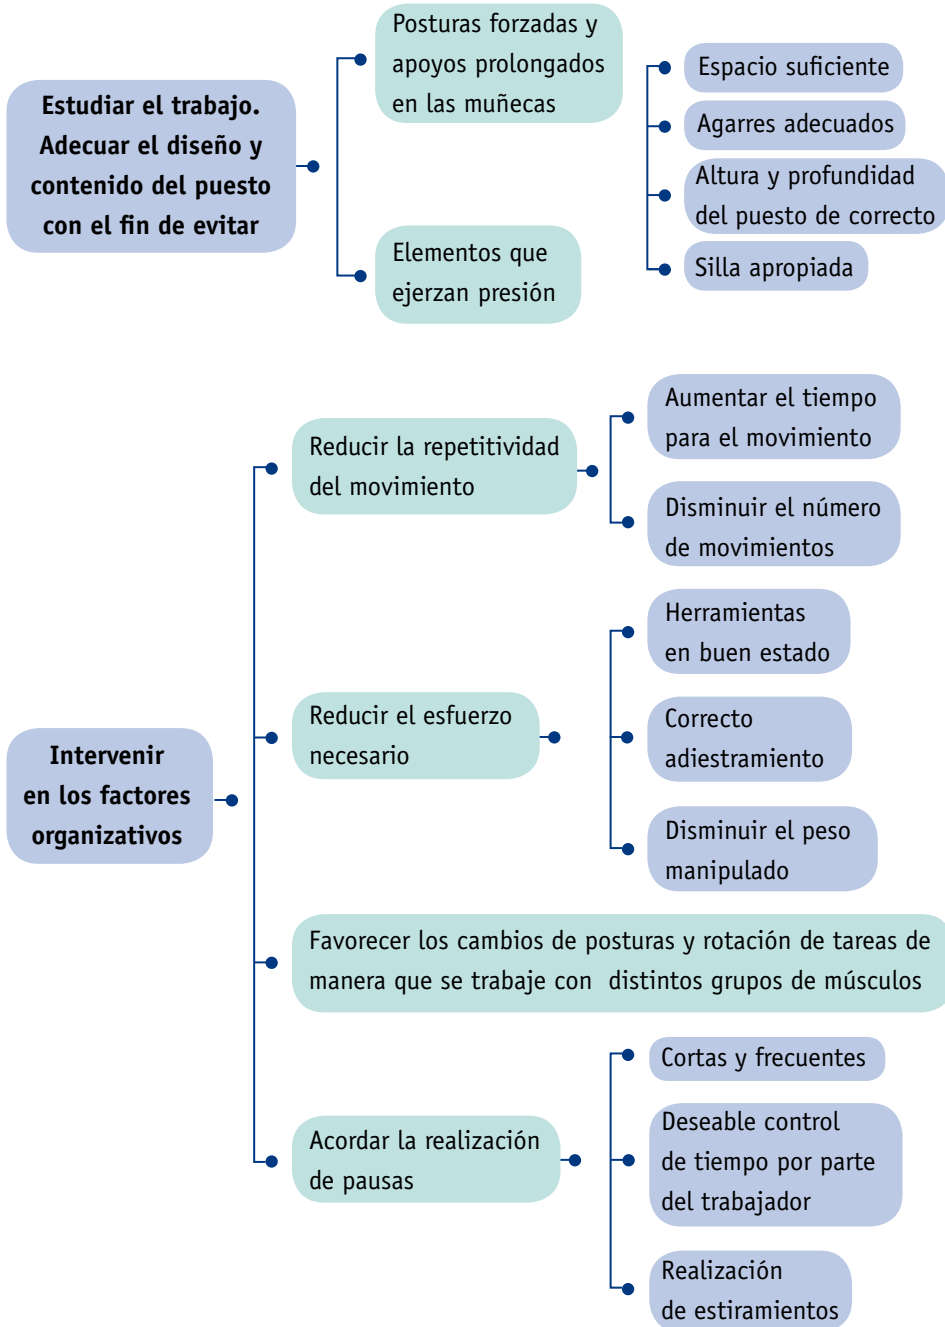 Estudiar el trabajo.
Adecuar el diseño y
contenido del puesto
con el fin de evitar
Posturas forzadas y
apoyos prolongados
en las muñecas
Elementos que
ejerzan presión
Espacio suficiente
Agarres adecuados
Altura y profundidad
del puesto de correcto
Silla apropiada
Intervenir
en los factores
organizativos
Reducir la repetitividad
del movimiento
Aumentar el tiempo
para el movimiento
Disminuir el número
de movimientos
Reducir el esfuerzo
necesario
Herramientas
en buen estado
Correcto
adiestramiento
Disminuir el peso
manipulado
Favorecer los cambios de posturas y rotación de tareas de
manera que se trabaje con distintos grupos de músculos
Acordar la realización
de pausas
Cortas y frecuentes
Deseable control
de tiempo por parte
del trabajador
Realización
de estiramientos